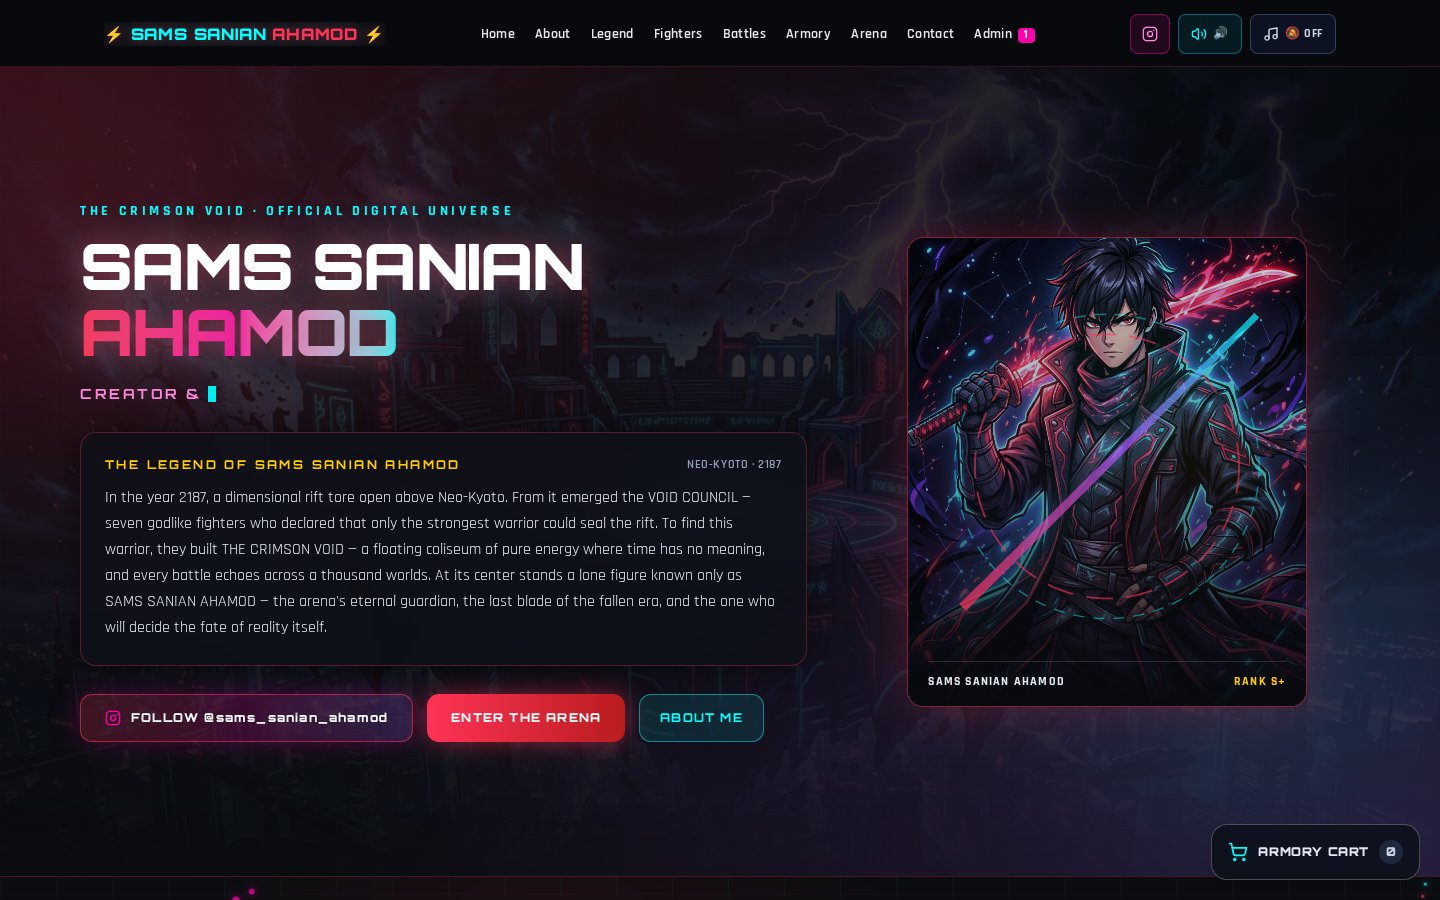 ⚡ SAMS SANIAN AHAMOD ⚡
Home About Legend Fighters Battles Armory Arena Contact Admin 1
🔊
🔕 OFF
THE CRIMSON VOID · OFFICIAL DIGITAL UNIVERSE
SAMS SANIAN
AHAMOD
CREATOR &
THE LEGEND OF SAMS SANIAN AHAMOD
NEO-KYOTO · 2187
In the year 2187, a dimensional rift tore open above Neo-Kyoto. From it emerged the VOID COUNCIL —
seven godlike fighters who declared that only the strongest warrior could seal the rift. To find this
warrior, they built THE CRIMSON VOID — a floating coliseum of pure energy where time has no meaning,
and every battle echoes across a thousand worlds. At its center stands a lone figure known only as
SAMS SANIAN AHAMOD — the arena's eternal guardian, the last blade of the fallen era, and the one who
will decide the fate of reality itself.
FOLLOW @sams_sanian_ahamod
ENTER THE ARENA
ABOUT ME
SAMS SANIAN AHAMOD
RANK S+
ARMORY CART 0